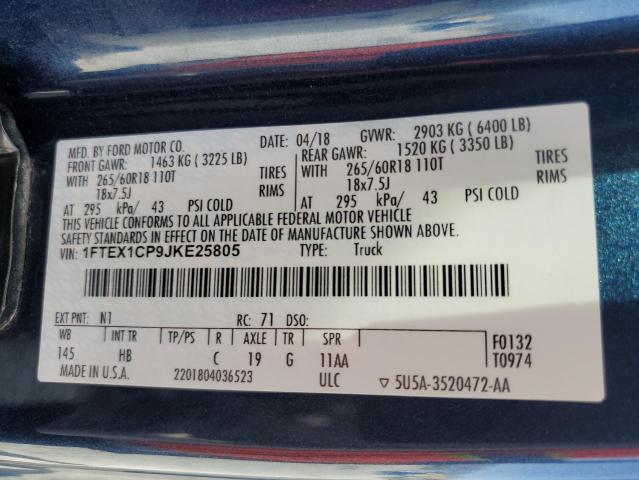 MFD. BY FORD MOTOR CO. DATE: 04/18 GVWR: 2903 KG ( 6400 LB)
FRONT GAWR: 1463 KG ( 3225 LB) REAR GAWR: 1520 KG ( 3350 LB)
WITH 265/60R18 110T TIRES WITH 265/60R18 110T TIRES
18x7.5J RIMS 18x7.5J RIMS
AT 295 kPa/ 43 PSI COLD AT 295 kPa/ 43 PSI COLD
THIS VEHICLE CONFORMS TO ALL APPLICABLE FEDERAL MOTOR VEHICLE
SAFETY STANDARDS IN EFFECT ON THE DATE OF MANUFACTURE SHOWN ABOVE.
VIN: 1FTEX1CP9JKE25805 TYPE: Truck
EXT PNT: N1 RC: 71 DSO:
WB INT TR TP/PS R AXLE TR SPR F0132
145 HB C 19 G 11AA T0974
MADE IN U.S.A. 2201804036523 ULC ▽ 5U5A-3520472-AA